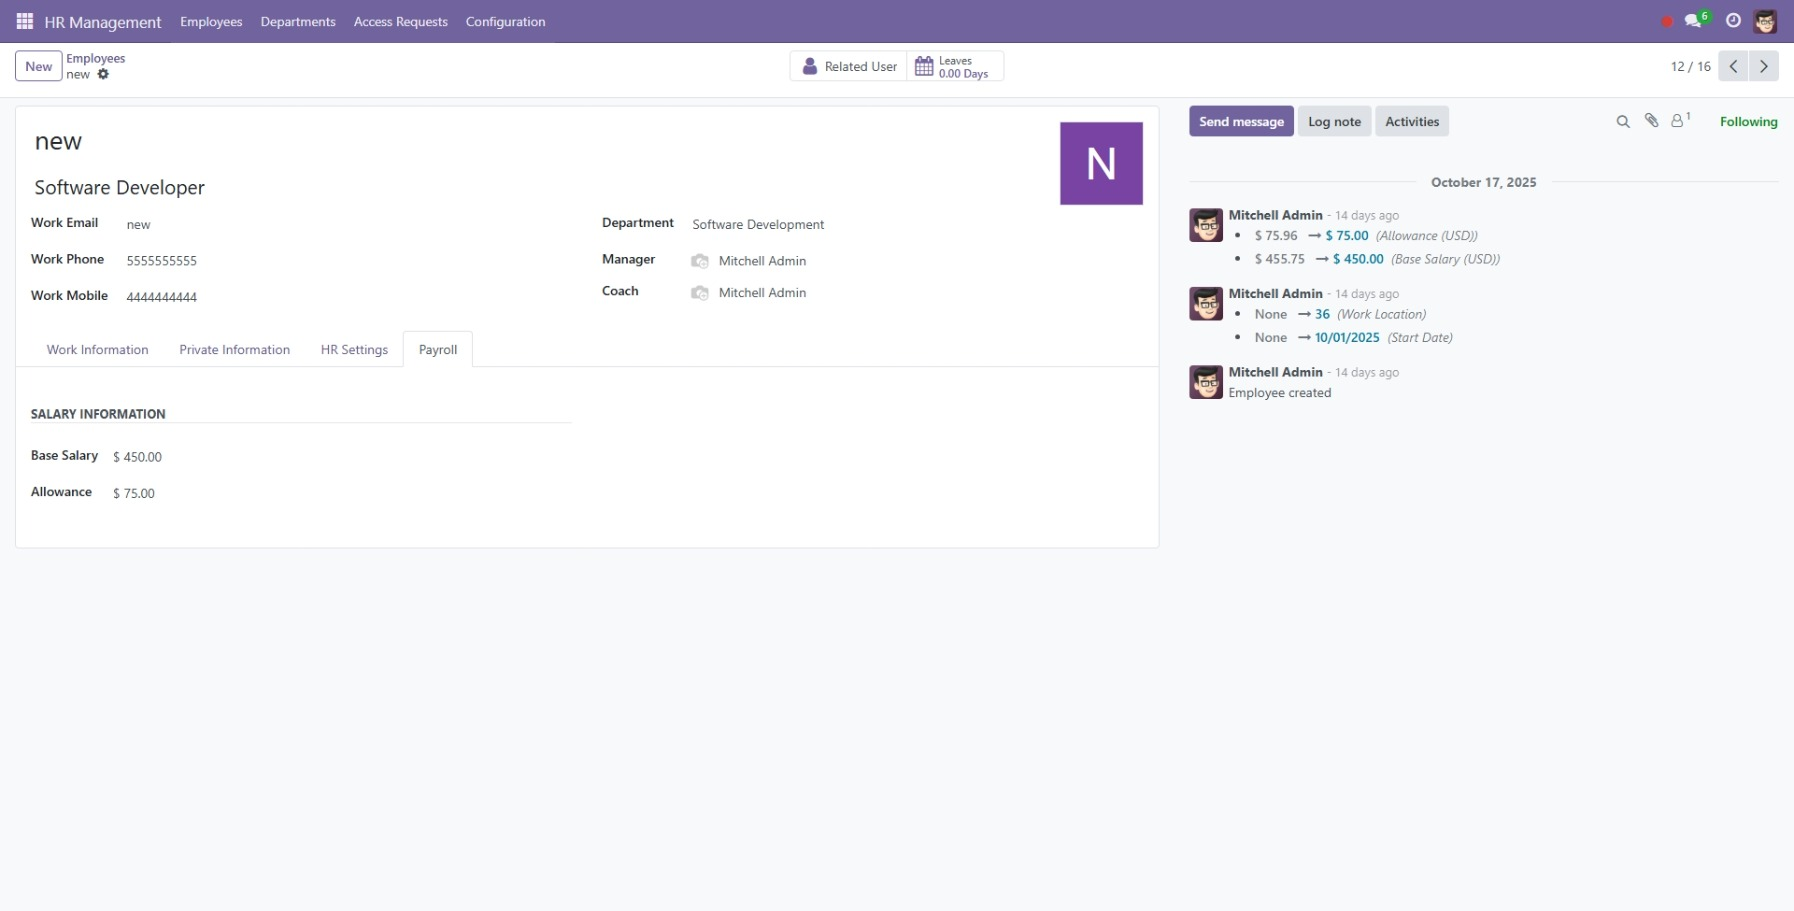 HR Management Employees Departments Access Requests Configuration 6
New Employees
new
Related User
Leaves
0.00 Days
12 / 16
new
N
Software Developer
Work Email new
Department Software Development
Work Phone 5555555555
Manager Mitchell Admin
Work Mobile 4444444444
Coach Mitchell Admin
Work Information Private Information HR Settings Payroll
SALARY INFORMATION
Base Salary $ 450.00
Allowance $ 75.00
Send message Log note Activities 1 Following
October 17, 2025
Mitchell Admin - 14 days ago
• $ 75.96 → $ 75.00 (Allowance (USD))
• $ 455.75 → $ 450.00 (Base Salary (USD))
Mitchell Admin - 14 days ago
• None → 36 (Work Location)
• None → 10/01/2025 (Start Date)
Mitchell Admin - 14 days ago
Employee created